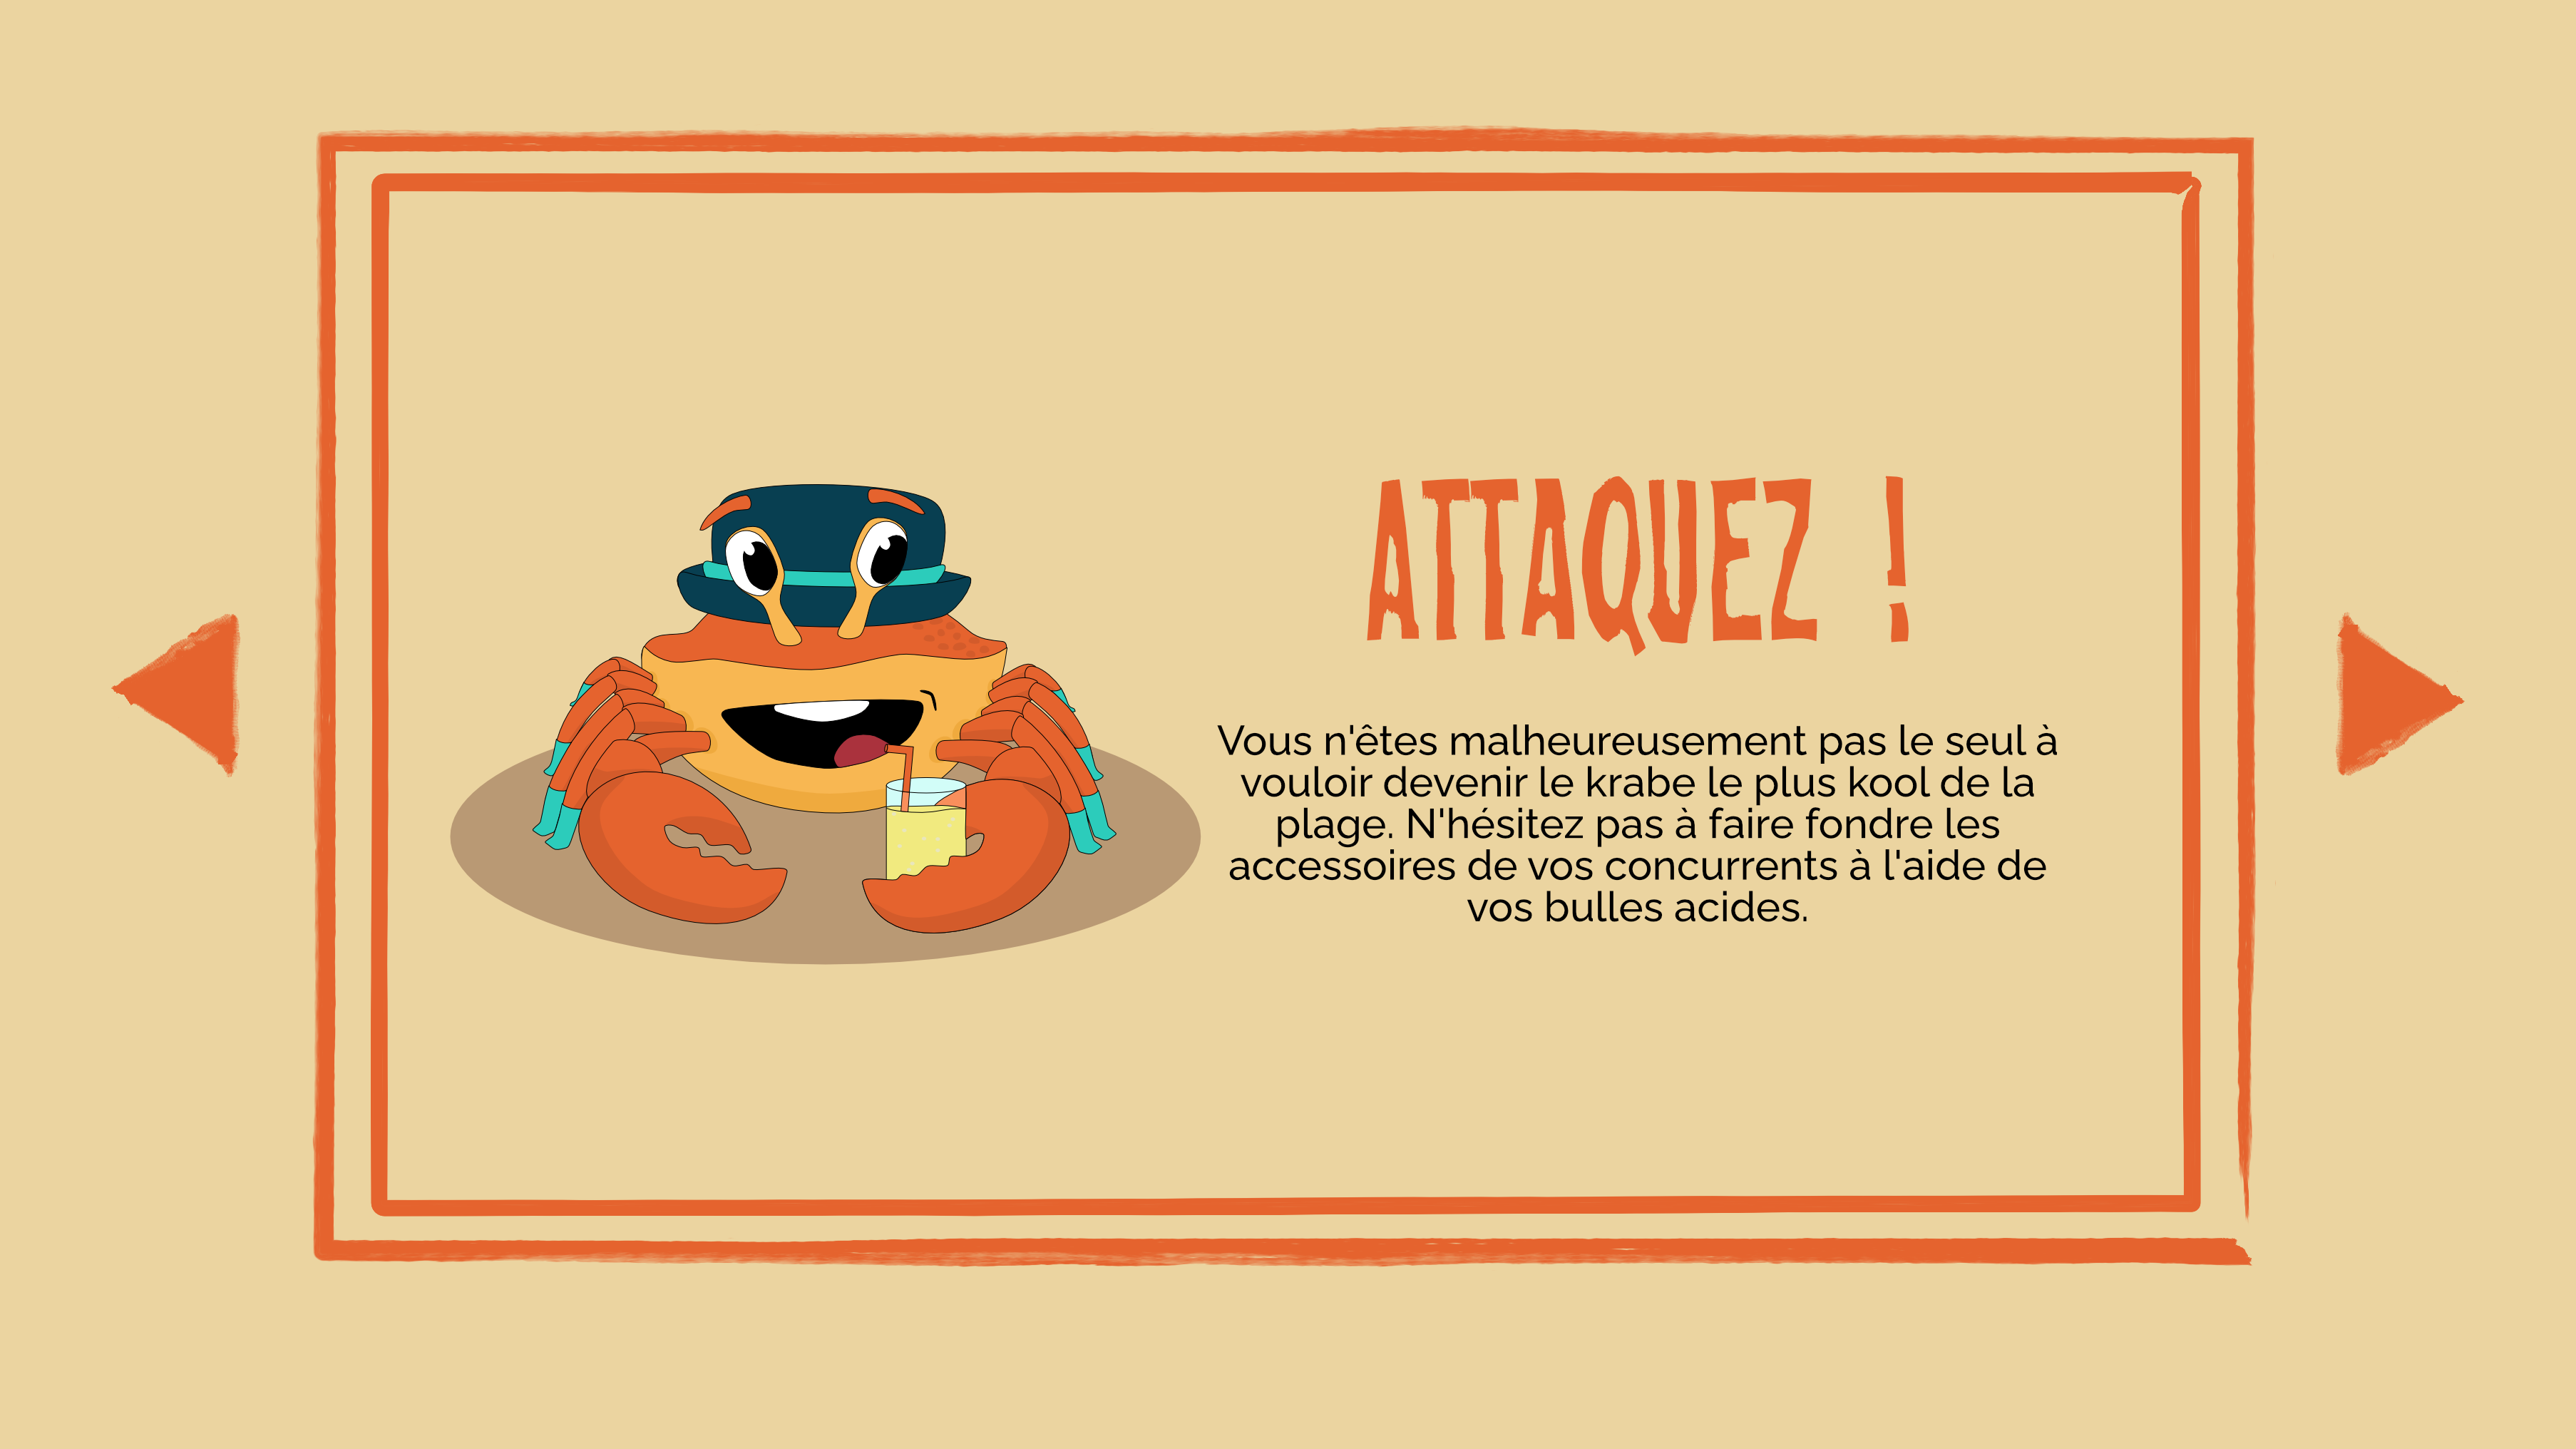 ATTAQUEZ !
Vous n'êtes malheureusement pas le seul à
vouloir devenir le krabe le plus kool de la
plage. N'hésitez pas à faire fondre les
accessoires de vos concurrents à l'aide de
vos bulles acides.